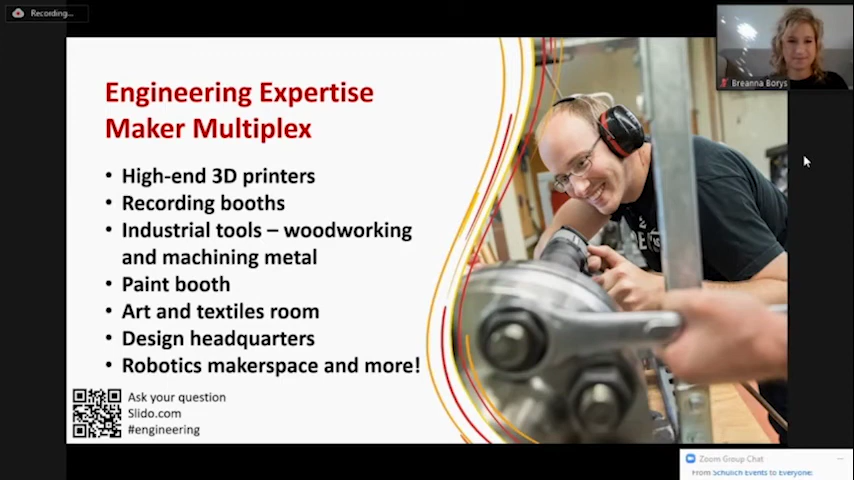 Recording...
Breanna Borys
Engineering Expertise
Maker Multiplex
• High-end 3D printers
• Recording booths
• Industrial tools – woodworking
and machining metal
• Paint booth
• Art and textiles room
• Design headquarters
• Robotics makerspace and more!
Ask your question
Slido.com
#engineering
Zoom Group Chat
From Schulich Events to Everyone: